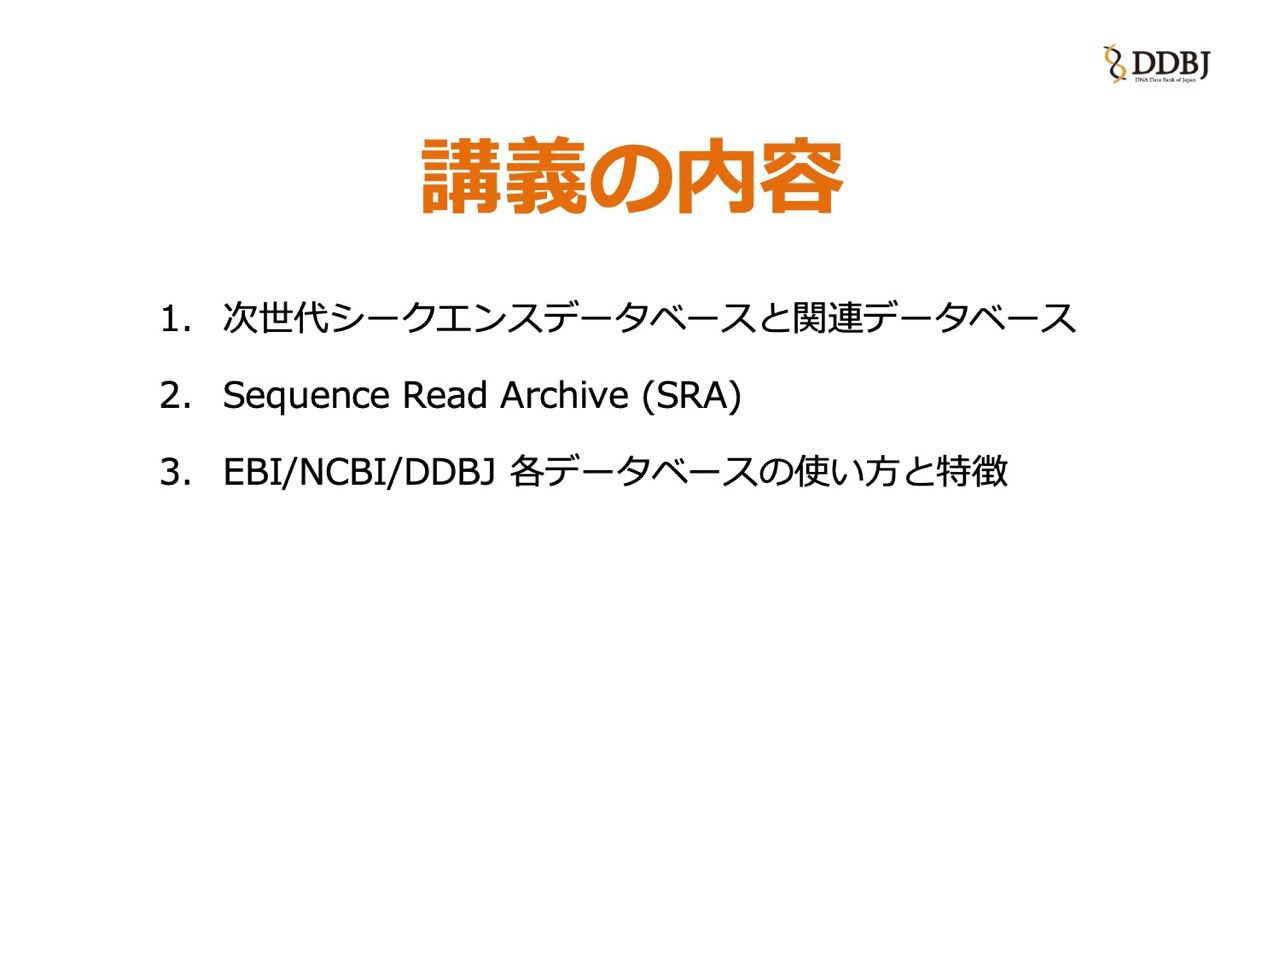 DDBJ
DNA Data Bank of Japan
講義の内容
1. 次世代シークエンスデータベースと関連データベース
2. Sequence Read Archive (SRA)
3. EBI/NCBI/DDBJ 各データベースの使い方と特徴